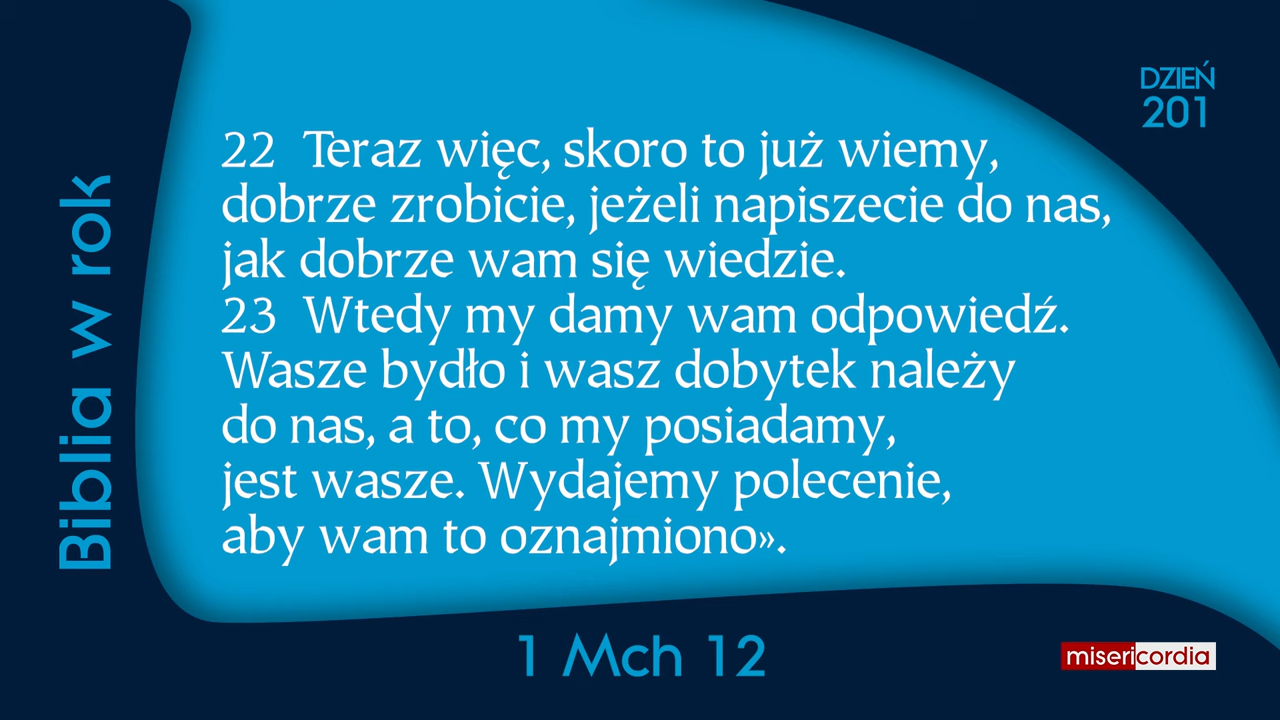 DZIEŃ
201
22 Teraz więc, skoro to już wiemy,
dobrze zrobicie, jeżeli napiszecie do nas,
jak dobrze wam się wiedzie.
23 Wtedy my damy wam odpowiedź.
Wasze bydło i wasz dobytek należy
do nas, a to, co my posiadamy,
jest wasze. Wydajemy polecenie,
aby wam to oznajmiono».
Biblia w rok
1 Mch 12
misericordia